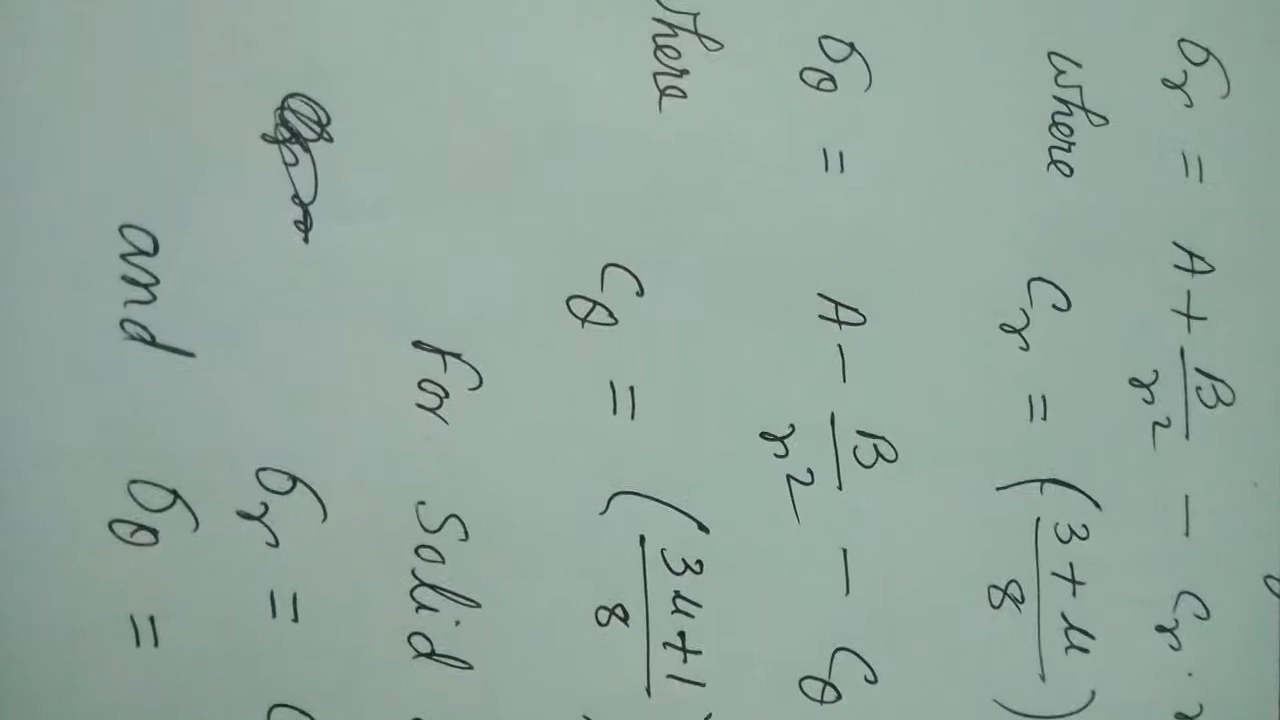 σr = A + B/r² - Cr ·
where Cr = (3+μ/8)
σθ = A - B/r² - Cθ
here Cθ = (3μ+1/8
For Solid
σr =
and σθ =